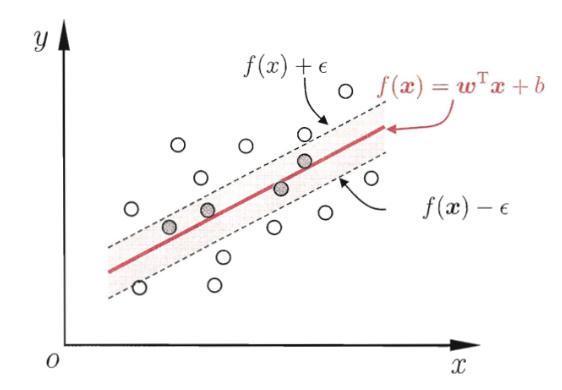 y
f(x) + ϵ
f(𝒙) = 𝒘ᵀ𝒙 + b
f(𝒙) − ϵ
o
x